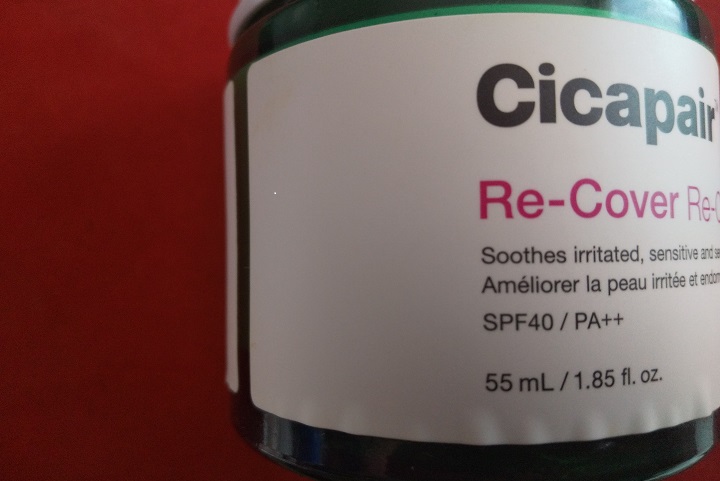 Cicapair
Re-Cover Re-
Soothes irritated, sensitive and
Améliorer la peau irritée et
SPF40 / PA++
55 mL / 1.85 fl. oz.